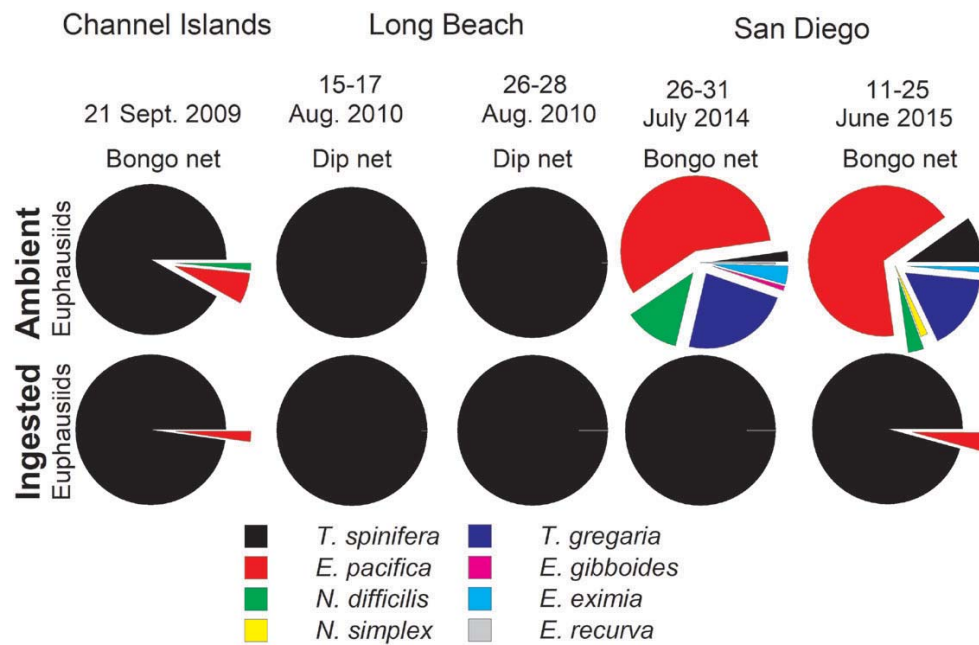 Channel Islands Long Beach San Diego
21 Sept. 2009
15-17
Aug. 2010
26-28
Aug. 2010
26-31
July 2014
11-25
June 2015
Bongo net Dip net Dip net Bongo net Bongo net
Ambient
Euphausiids
Ingested
Euphausiids
T. spinifera
E. pacifica
N. difficilis
N. simplex
T. gregaria
E. gibboides
E. eximia
E. recurva